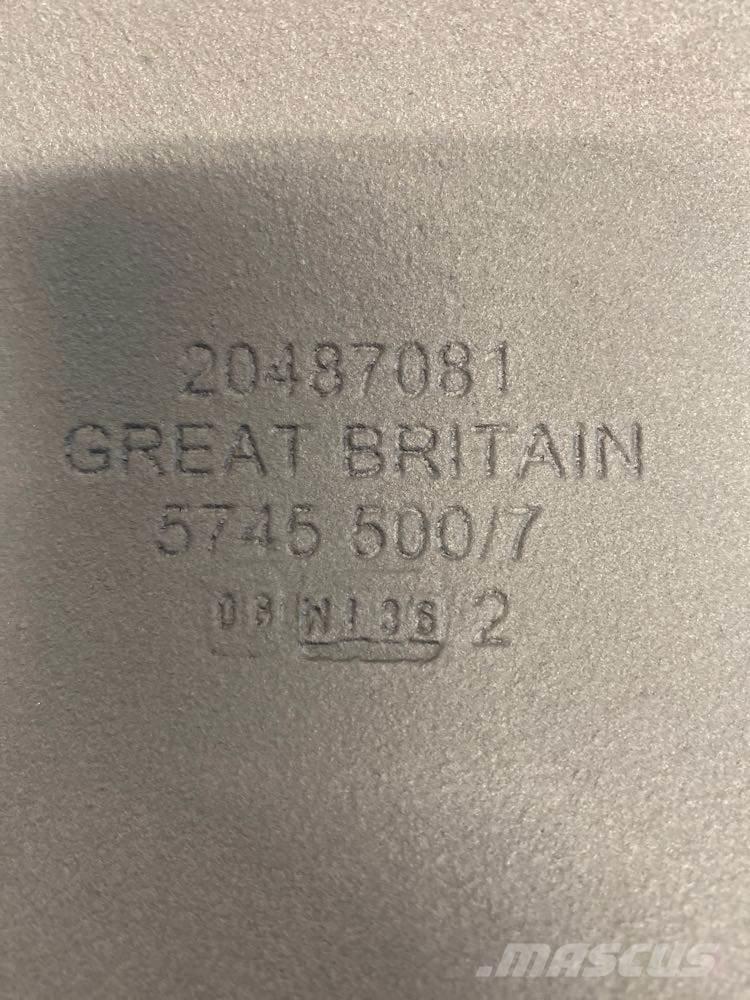 20487081
GREAT BRITAIN
5745 500/7
2
MASCUS